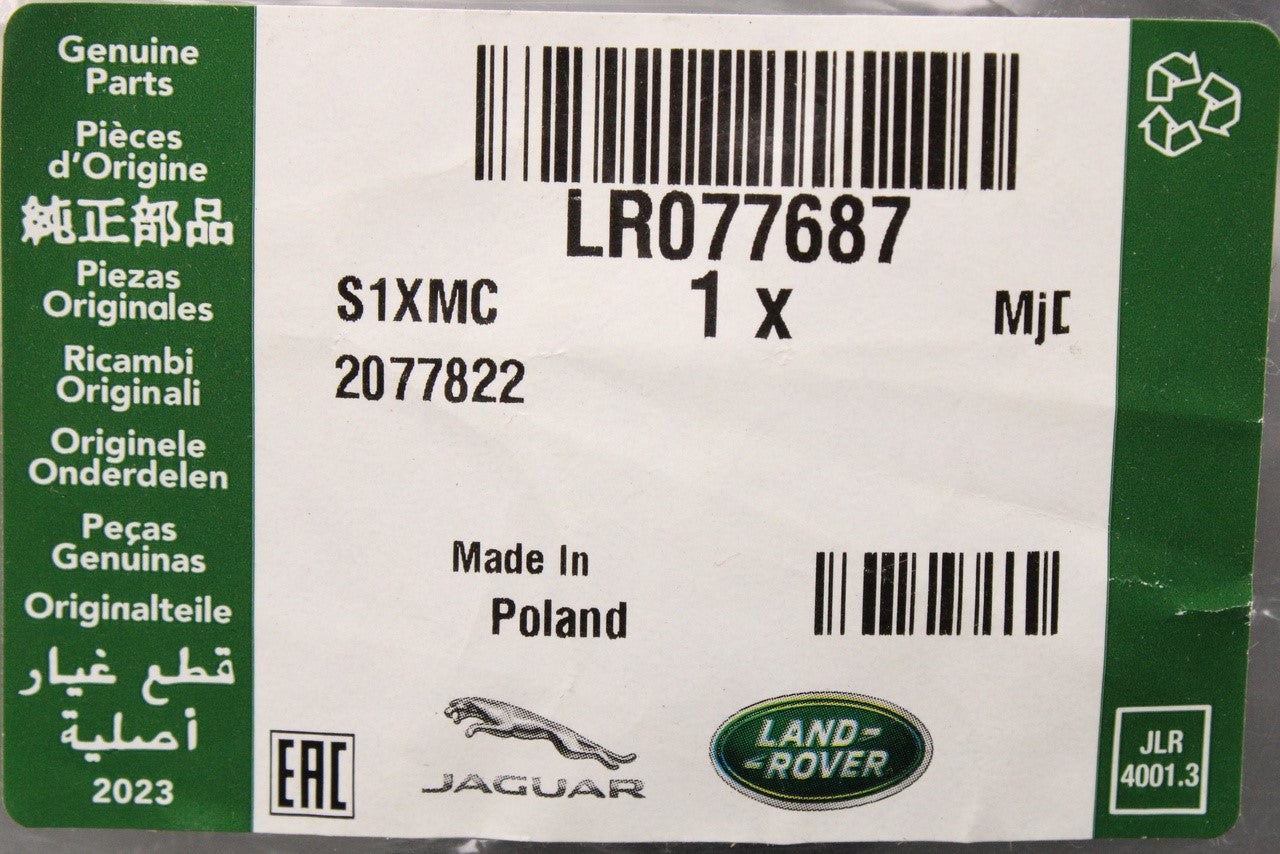 Genuine
Parts
Pièces
d'Origine
純正部品
Piezas
Originales
Ricambi
Originali
Originele
Onderdelen
Peças
Genuinas
Originalteile
قطع غيار
أصلية
2023
LR077687
S1XMC
1 x
2077822
Made In
Poland
EAC
JAGUAR
LAND-
-ROVER
JLR
4001.3